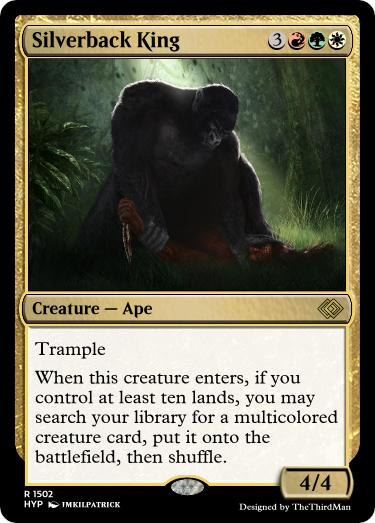 Silverback King 3
Creature — Ape
Trample
When this creature enters, if you
control at least ten lands, you may
search your library for a multicolored
creature card, put it onto the
battlefield, then shuffle.
4/4
R 1502
HYP JMKILPATRICK
Designed by TheThirdMan